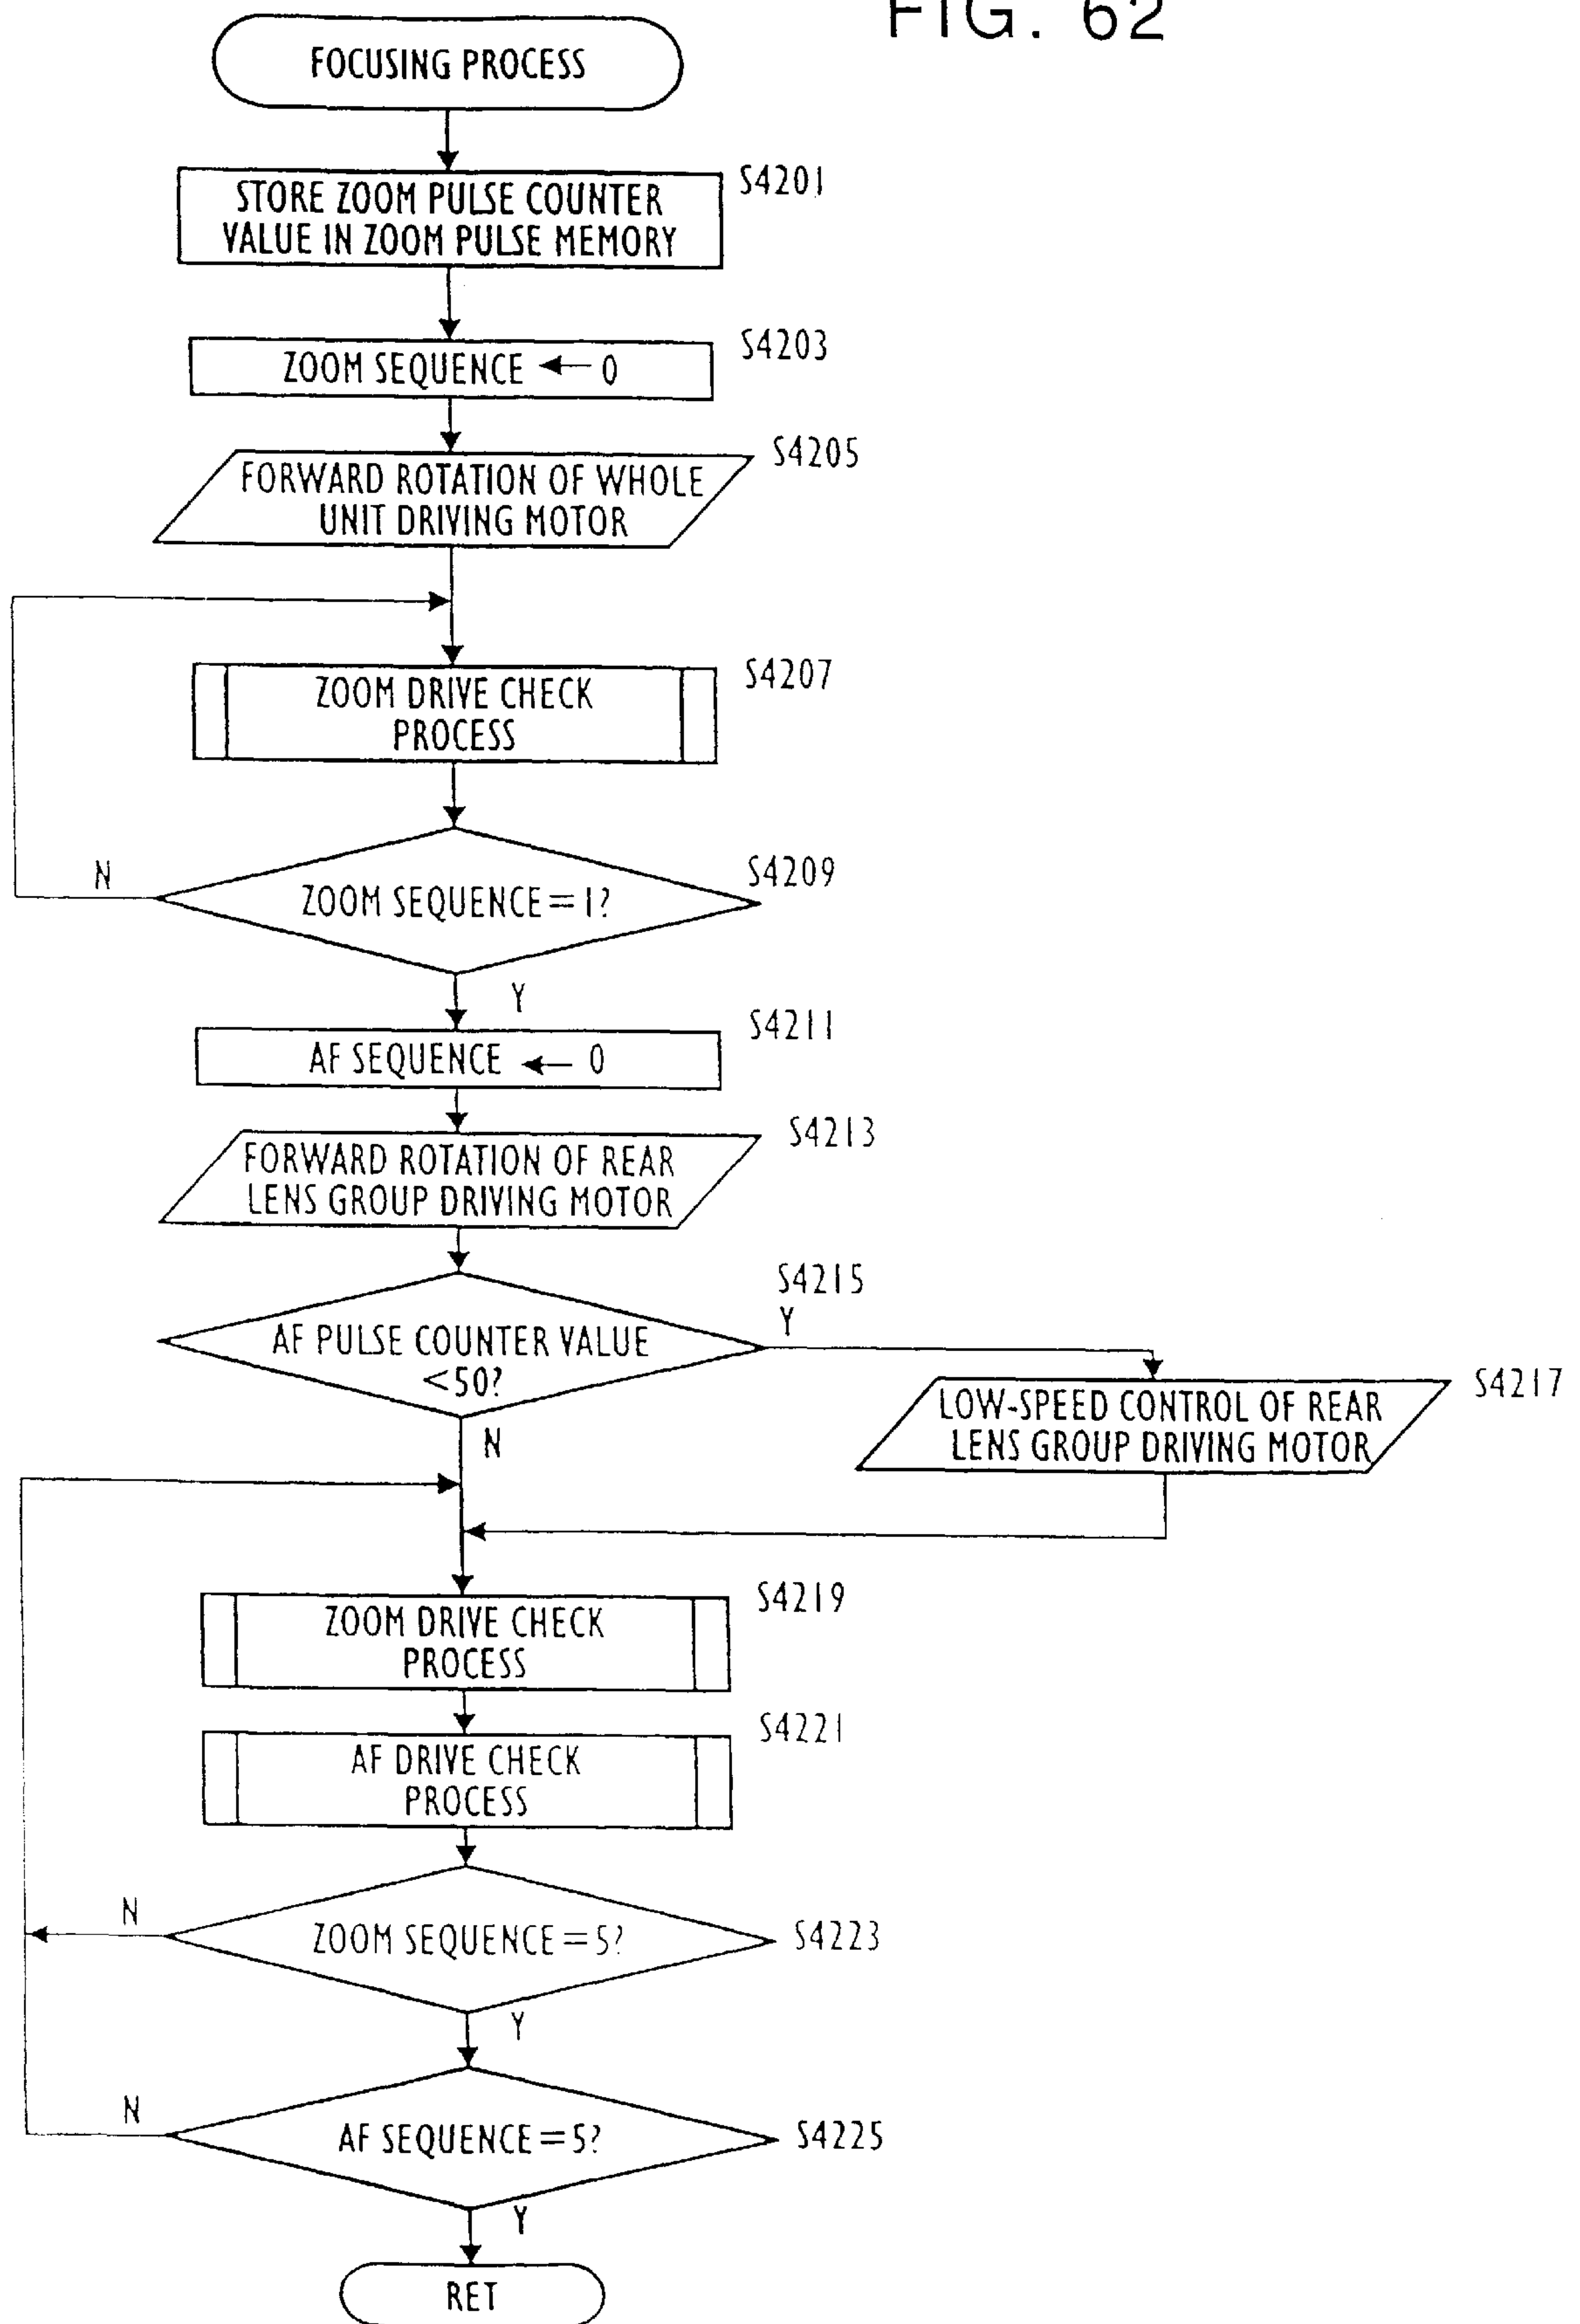 FIG. 62
FOCUSING PROCESS
S4201
STORE ZOOM PULSE COUNTER
VALUE IN ZOOM PULSE MEMORY
S4203
ZOOM SEQUENCE ← 0
S4205
FORWARD ROTATION OF WHOLE
UNIT DRIVING MOTOR
S4207
ZOOM DRIVE CHECK
PROCESS
S4209
N
ZOOM SEQUENCE = 1?
Y
S4211
AF SEQUENCE ← 0
S4213
FORWARD ROTATION OF REAR
LENS GROUP DRIVING MOTOR
S4215
Y
AF PULSE COUNTER VALUE
<50?
N
S4217
LOW-SPEED CONTROL OF REAR
LENS GROUP DRIVING MOTOR
S4219
ZOOM DRIVE CHECK
PROCESS
S4221
AF DRIVE CHECK
PROCESS
N
ZOOM SEQUENCE = 5?
S4223
Y
N
AF SEQUENCE = 5?
S4225
Y
RET